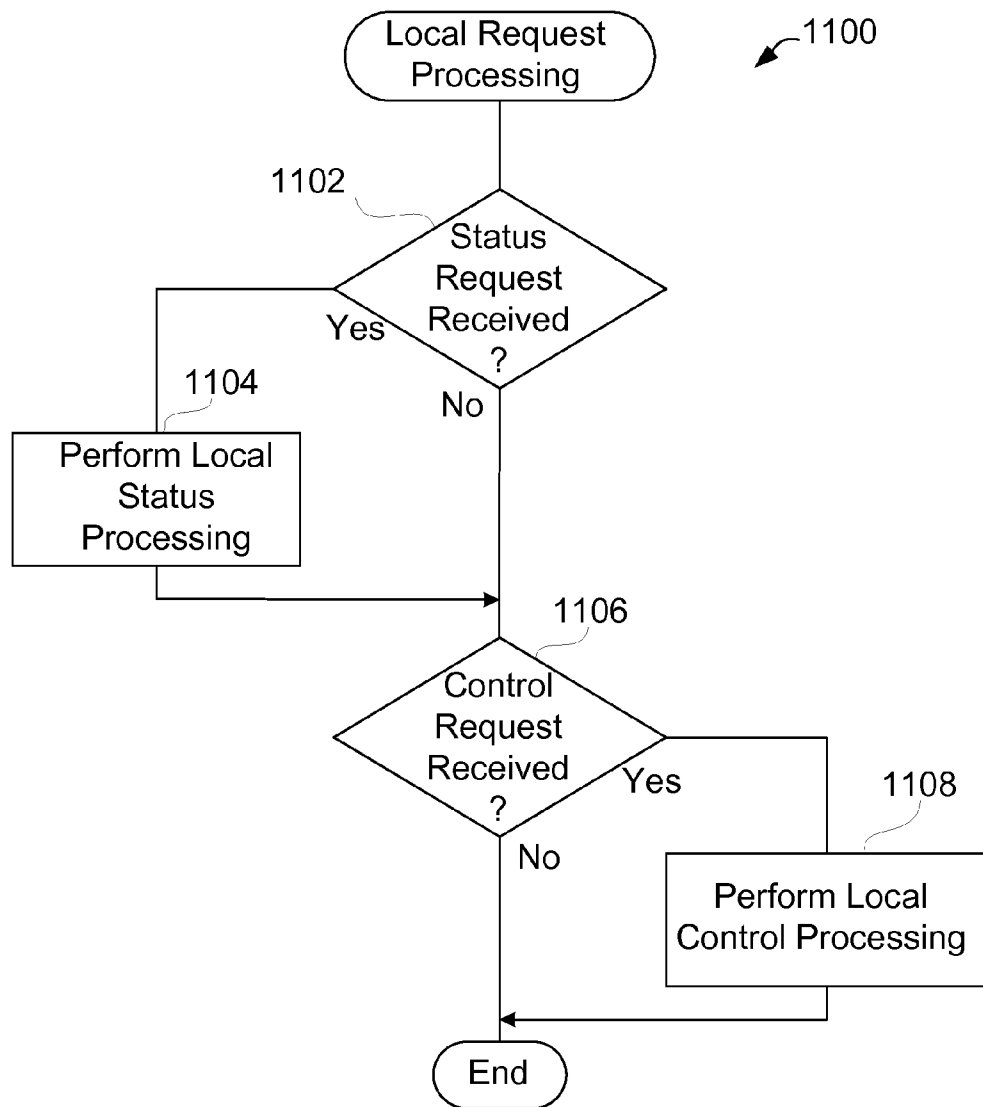 Local Request
Processing
1100
1102
Status
Request
Received
?
Yes
No
1104
Perform Local
Status
Processing
1106
Control
Request
Received
?
Yes
No
1108
Perform Local
Control Processing
End